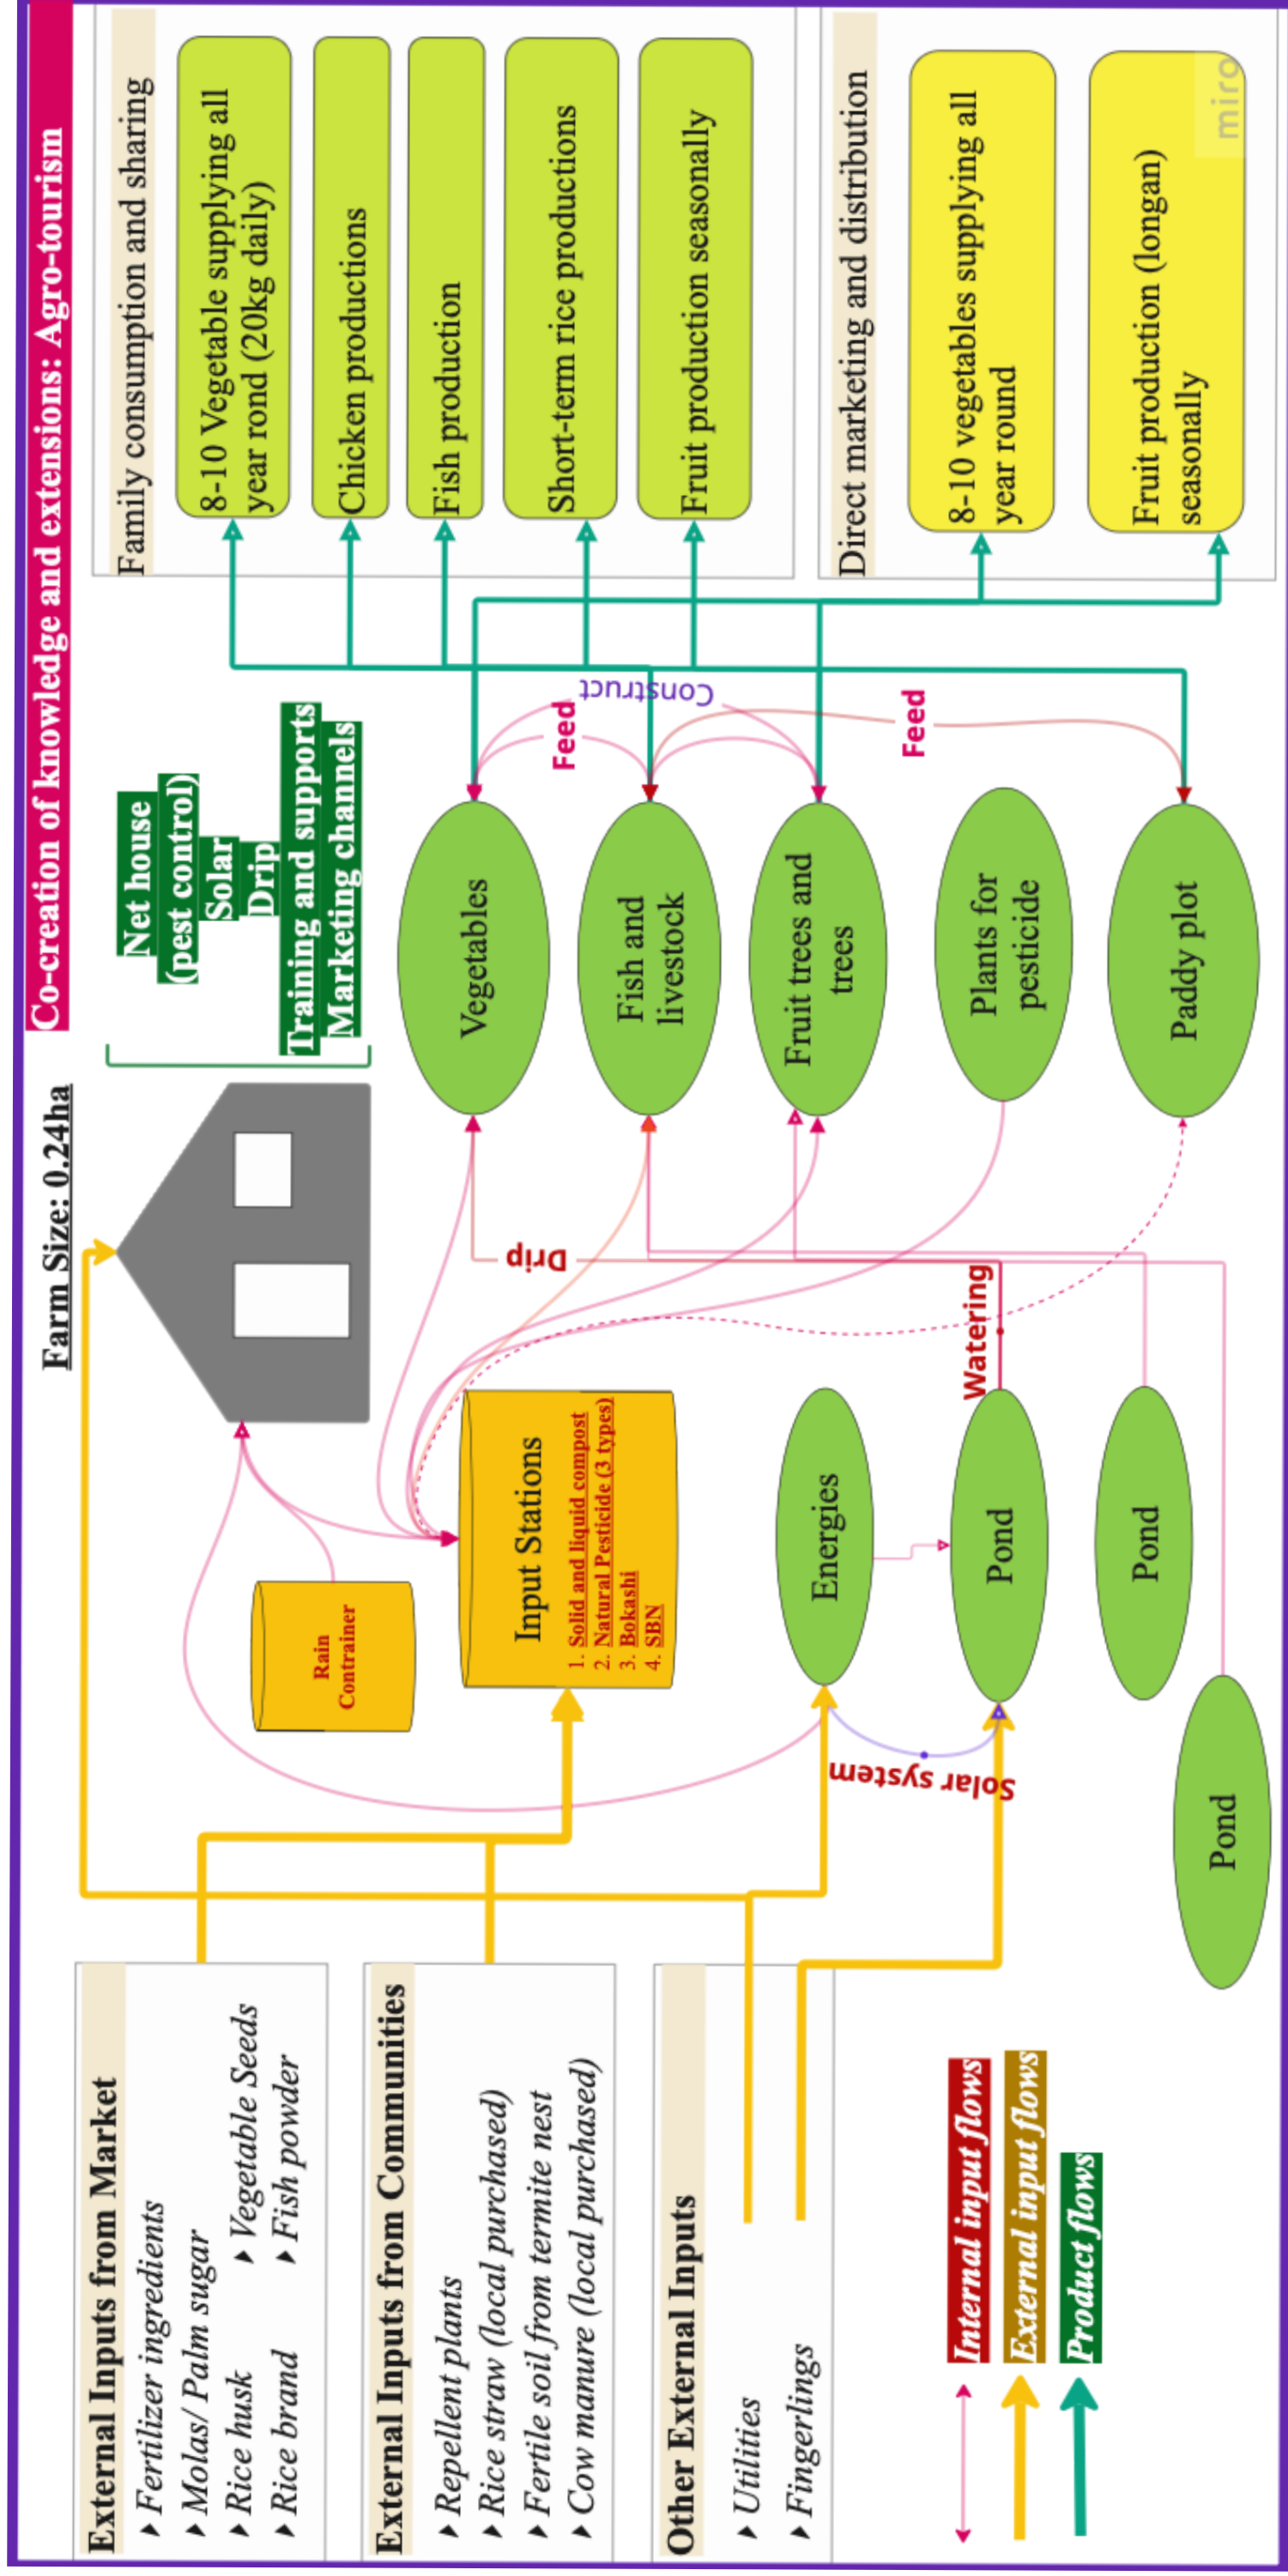 Co-creation of knowledge and extensions: Agro-tourism
Farm Size: 0.24ha
External Inputs from Market
Fertilizer ingredients
Molas/ Palm sugar
Rice husk
Vegetable Seeds
Rice brand
Fish powder
External Inputs from Communities
Repellent plants
Rice straw (local purchased)
Fertile soil from termite nest
Cow manure (local purchased)
Other External Inputs
Utilities
Fingerlings
Internal input flows
External input flows
Product flows
Rain
Contrainer
Input Stations
1. Solid and liquid compost
2. Natural Pesticide (3 types)
3. Bokashi
4. SBN
Energies
Solar system
Pond
Pond
Pond
Watering
Drip
Net house
(pest control)
Solar
Drip
Training and supports
Marketing channels
Vegetables
Fish and
livestock
Fruit trees and
trees
Plants for
pesticide
Paddy plot
Feed
Construct
Feed
Family consumption and sharing
8-10 Vegetable supplying all
year rond (20kg daily)
Chicken productions
Fish production
Short-term rice productions
Fruit production seasonally
Direct marketing and distribution
8-10 vegetables supplying all
year round
Fruit production (longan)
seasonally
miro